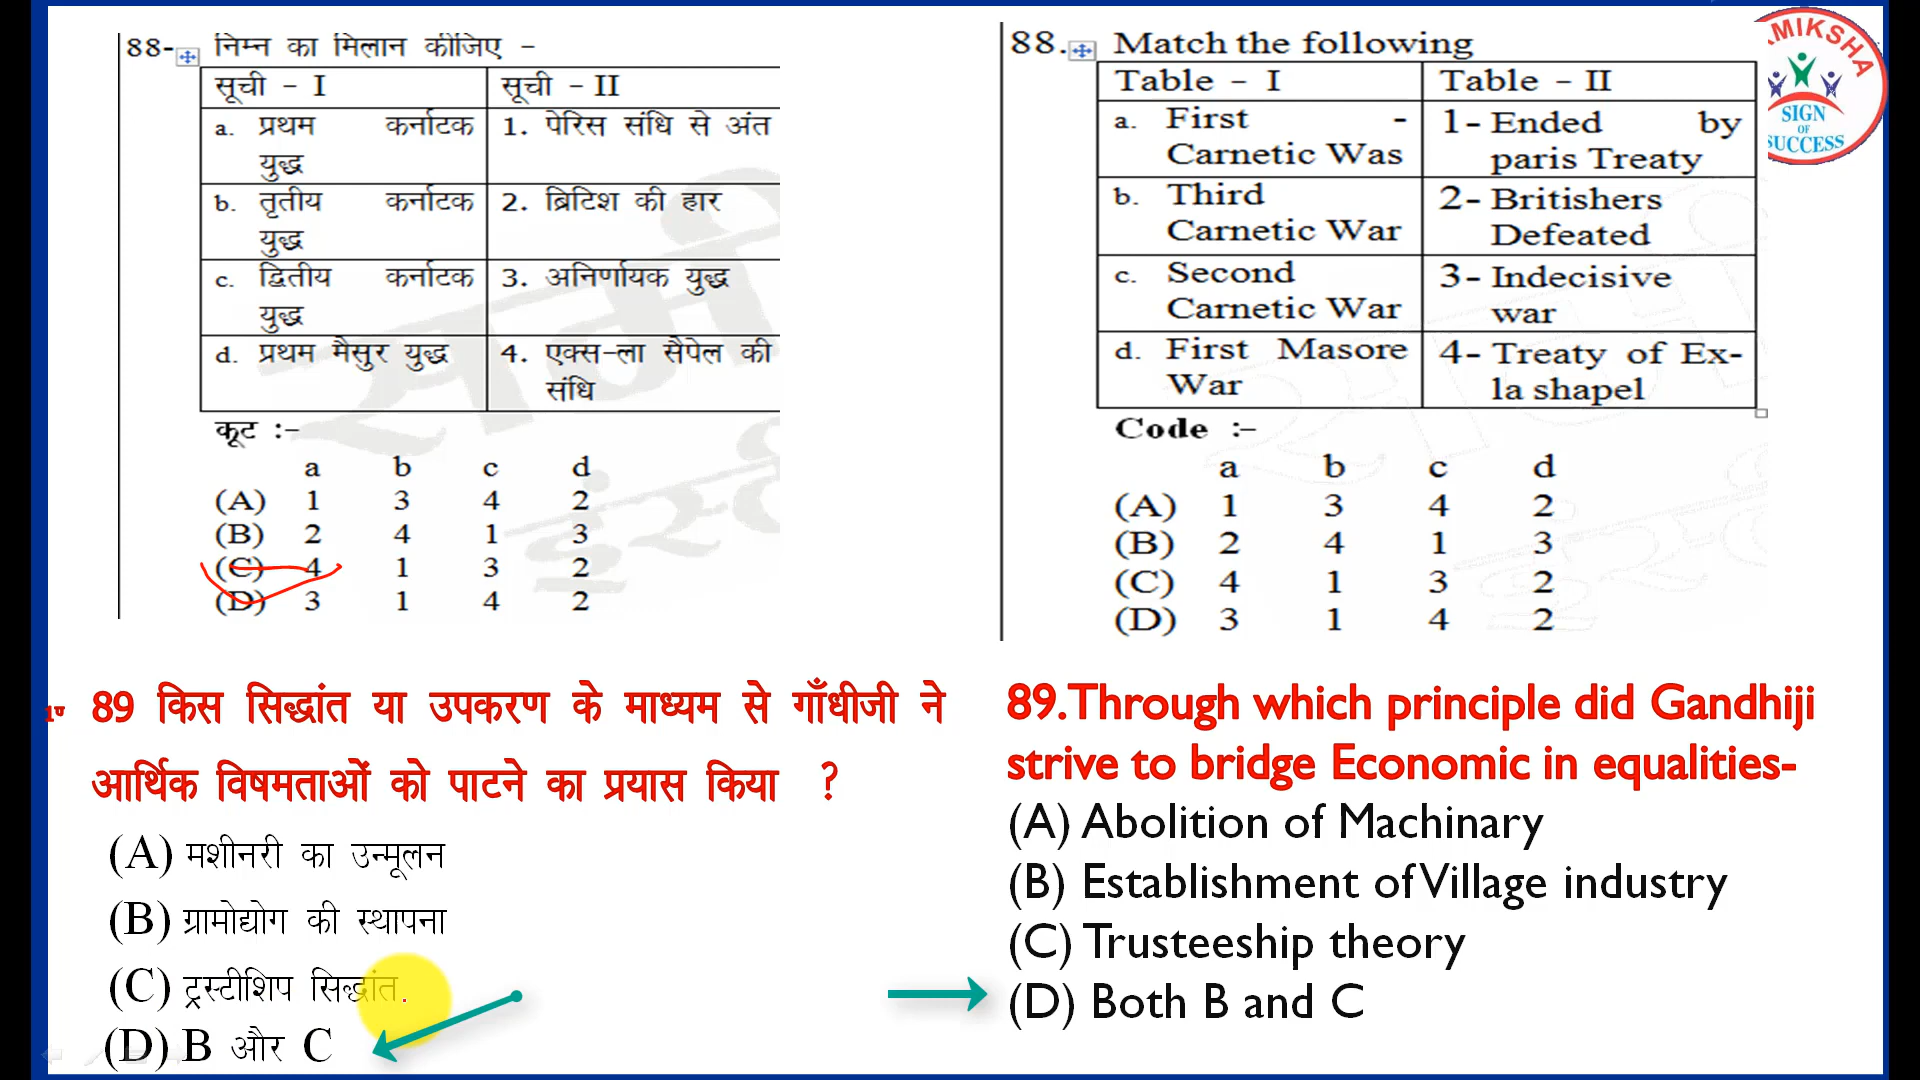 88- निम्न का मिलान कीजिए -
सूची - I सूची - II
a. प्रथम कर्नाटक 1. पेरिस संधि से अंत
युद्ध
b. तृतीय कर्नाटक 2. ब्रिटिश की हार
युद्ध
c. द्वितीय कर्नाटक 3. अनिर्णायक युद्ध
युद्ध
d. प्रथम मैसुर युद्ध 4. एक्स-ला सैपेल की
संधि
कूट :-
a b c d
(A) 1 3 4 2
(B) 2 4 1 3
(C) 4 1 3 2
(D) 3 1 4 2
88. Match the following
Table - I Table - II
a. First - 1- Ended by
Carnetic Was paris Treaty
b. Third 2- Britishers
Carnetic War Defeated
c. Second 3- Indecisive
Carnetic War war
d. First Masore 4- Treaty of Ex-
War la shapel
Code :-
a b c d
(A) 1 3 4 2
(B) 2 4 1 3
(C) 4 1 3 2
(D) 3 1 4 2
MIKSHA
SIGN
OF
SUCCESS
89 किस सिद्धांत या उपकरण के माध्यम से गाँधीजी ने
आर्थिक विषमताओं को पाटने का प्रयास किया ?
(A) मशीनरी का उन्मूलन
(B) ग्रामोद्योग की स्थापना
(C) ट्रस्टीशिप सिद्धांत.
(D) B और C
89.Through which principle did Gandhiji
strive to bridge Economic in equalities-
(A) Abolition of Machinary
(B) Establishment of Village industry
(C) Trusteeship theory
(D) Both B and C